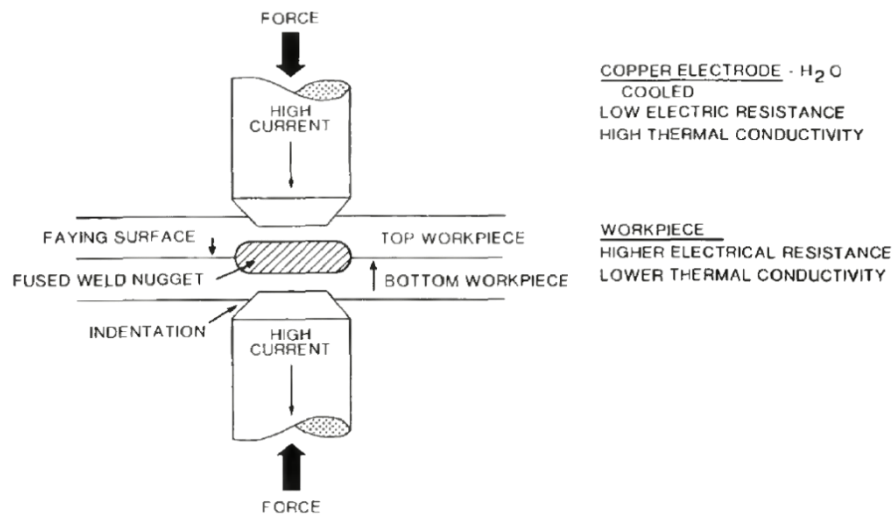 FORCE
COPPER ELECTRODE - H2O
COOLED
LOW ELECTRIC RESISTANCE
HIGH THERMAL CONDUCTIVITY
HIGH
CURRENT
FAYING SURFACE
TOP WORKPIECE
WORKPIECE
HIGHER ELECTRICAL RESISTANCE
LOWER THERMAL CONDUCTIVITY
FUSED WELD NUGGET
BOTTOM WORKPIECE
INDENTATION
HIGH
CURRENT
FORCE